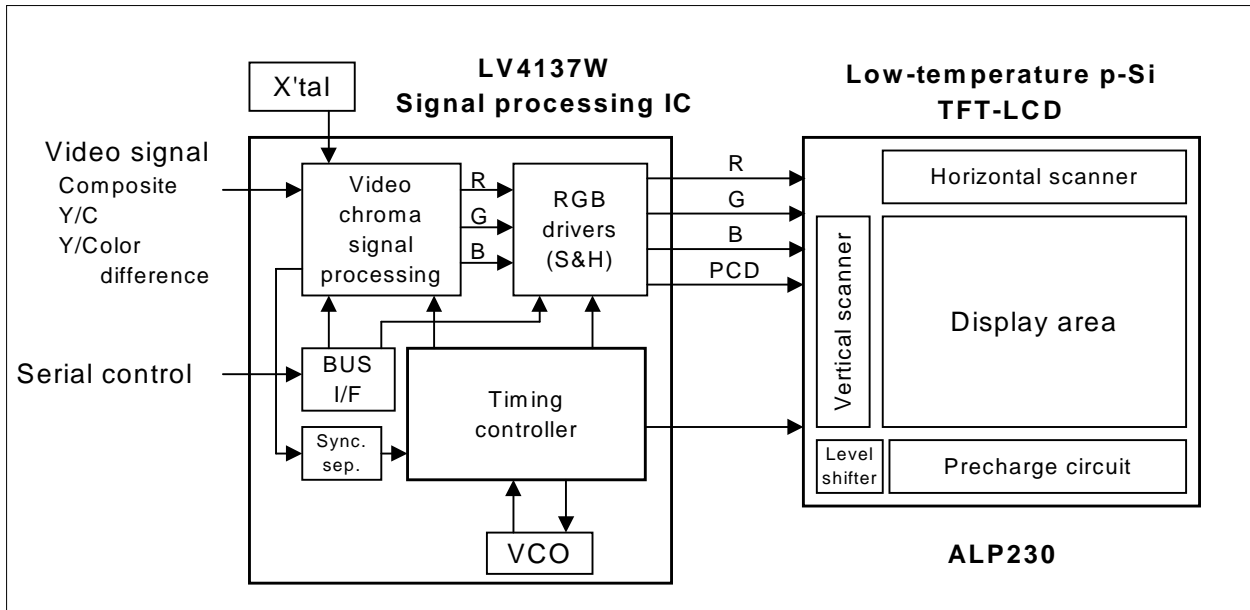 LV4137W
Signal processing IC
Low-temperature p-Si
TFT-LCD
X'tal
Video signal
Composite
Y/C
Y/Color
difference
Serial control
Video
chroma
signal
processing
R
G
B
RGB
drivers
(S&H)
R
G
B
PCD
BUS
I/F
Sync.
sep.
Timing
controller
VCO
Horizontal scanner
Vertical scanner
Display area
Level
shifter
Precharge circuit
ALP230